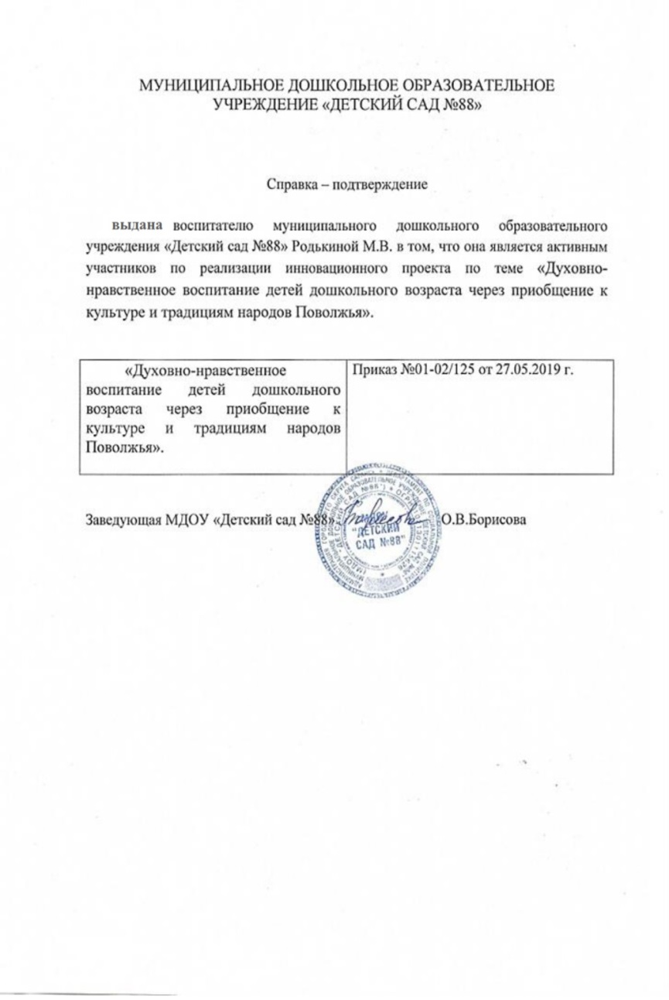 МУНИЦИПАЛЬНОЕ ДОШКОЛЬНОЕ ОБРАЗОВАТЕЛЬНОЕ
УЧРЕЖДЕНИЕ «ДЕТСКИЙ САД №88»
Справка – подтверждение
выдана воспитателю муниципального дошкольного образовательного
учреждения «Детский сад №88» Родькиной М.В. в том, что она является активным
участников по реализации инновационного проекта по теме «Духовно-
нравственное воспитание детей дошкольного возраста через приобщение к
культуре и традициям народов Поволжья».
«Духовно-нравственное
воспитание детей дошкольного
возраста через приобщение к
культуре и традициям народов
Поволжья».
Приказ №01-02/125 от 27.05.2019 г.
Заведующая МДОУ «Детский сад №88» О.В.Борисова
"ДЕТСКИЙ
САД №88"